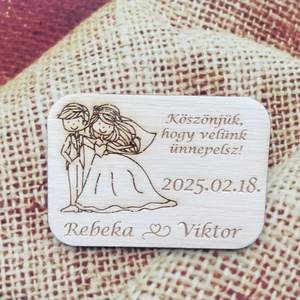 Köszönjük,
hogy velünk
ünnepelsz!
2025.02.18.
Rebeka Viktor